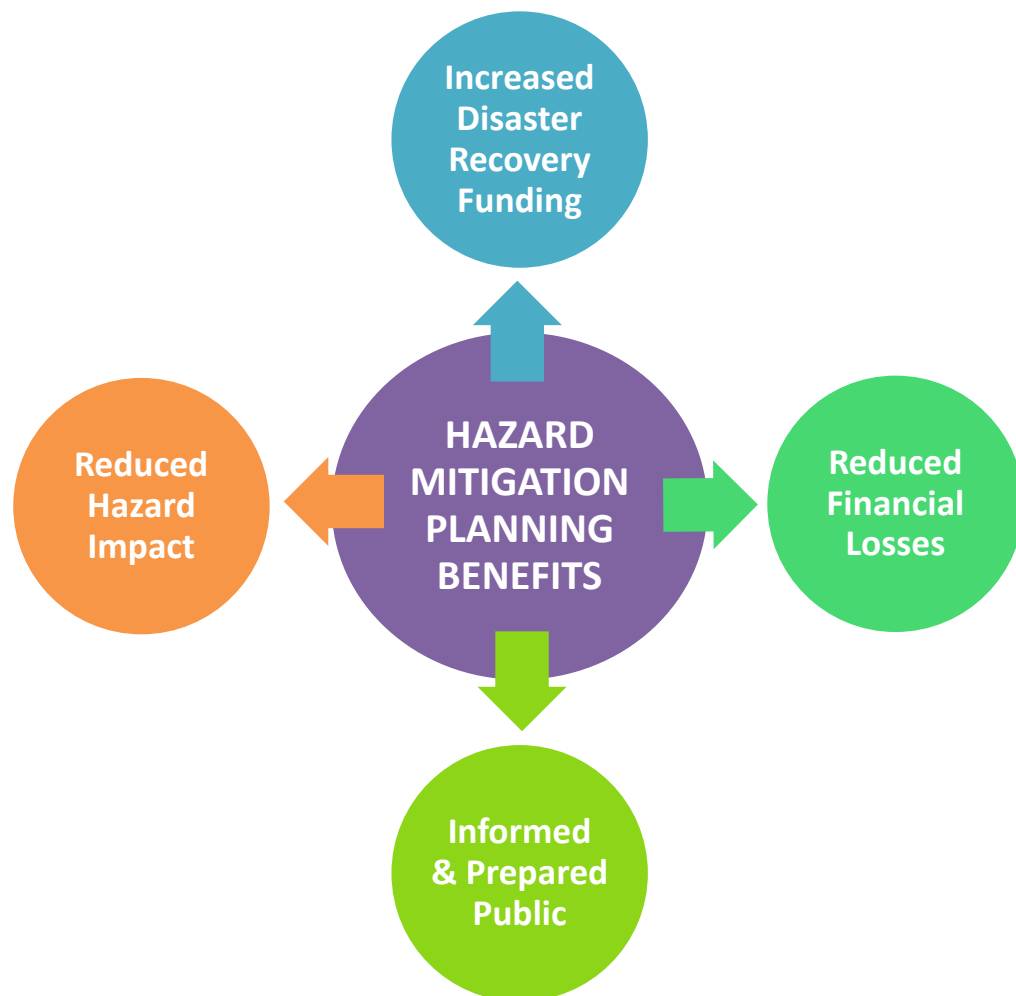 Increased
Disaster
Recovery
Funding
HAZARD
MITIGATION
PLANNING
BENEFITS
Reduced
Hazard
Impact
Reduced
Financial
Losses
Informed
& Prepared
Public